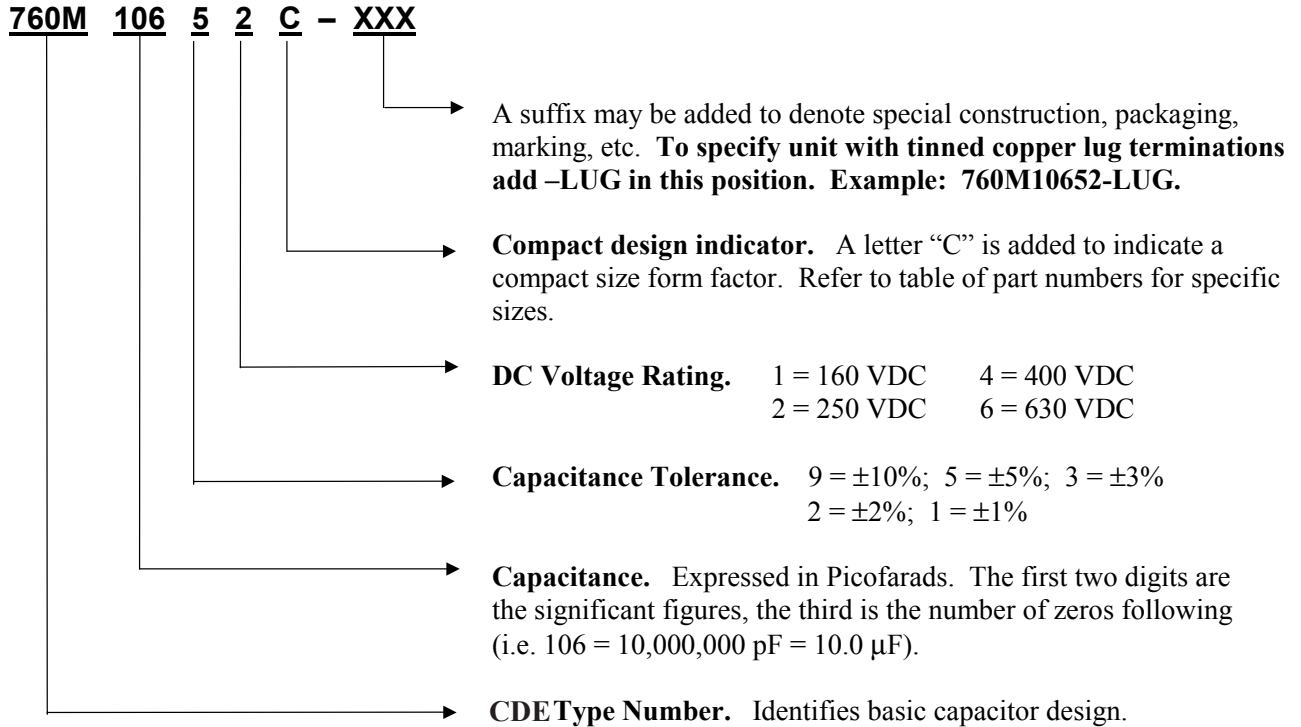 760M 106 5 2 C – XXX
A suffix may be added to denote special construction, packaging,
marking, etc. To specify unit with tinned copper lug terminations
add –LUG in this position. Example: 760M10652-LUG.
Compact design indicator. A letter “C” is added to indicate a
compact size form factor. Refer to table of part numbers for specific
sizes.
DC Voltage Rating. 1 = 160 VDC 4 = 400 VDC
2 = 250 VDC 6 = 630 VDC
Capacitance Tolerance. 9 = ±10%; 5 = ±5%; 3 = ±3%
2 = ±2%; 1 = ±1%
Capacitance. Expressed in Picofarads. The first two digits are
the significant figures, the third is the number of zeros following
(i.e. 106 = 10,000,000 pF = 10.0 µF).
CDE Type Number. Identifies basic capacitor design.